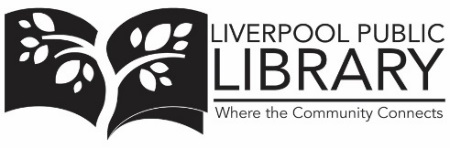 LIVERPOOL PUBLIC
LIBRARY
Where the Community Connects